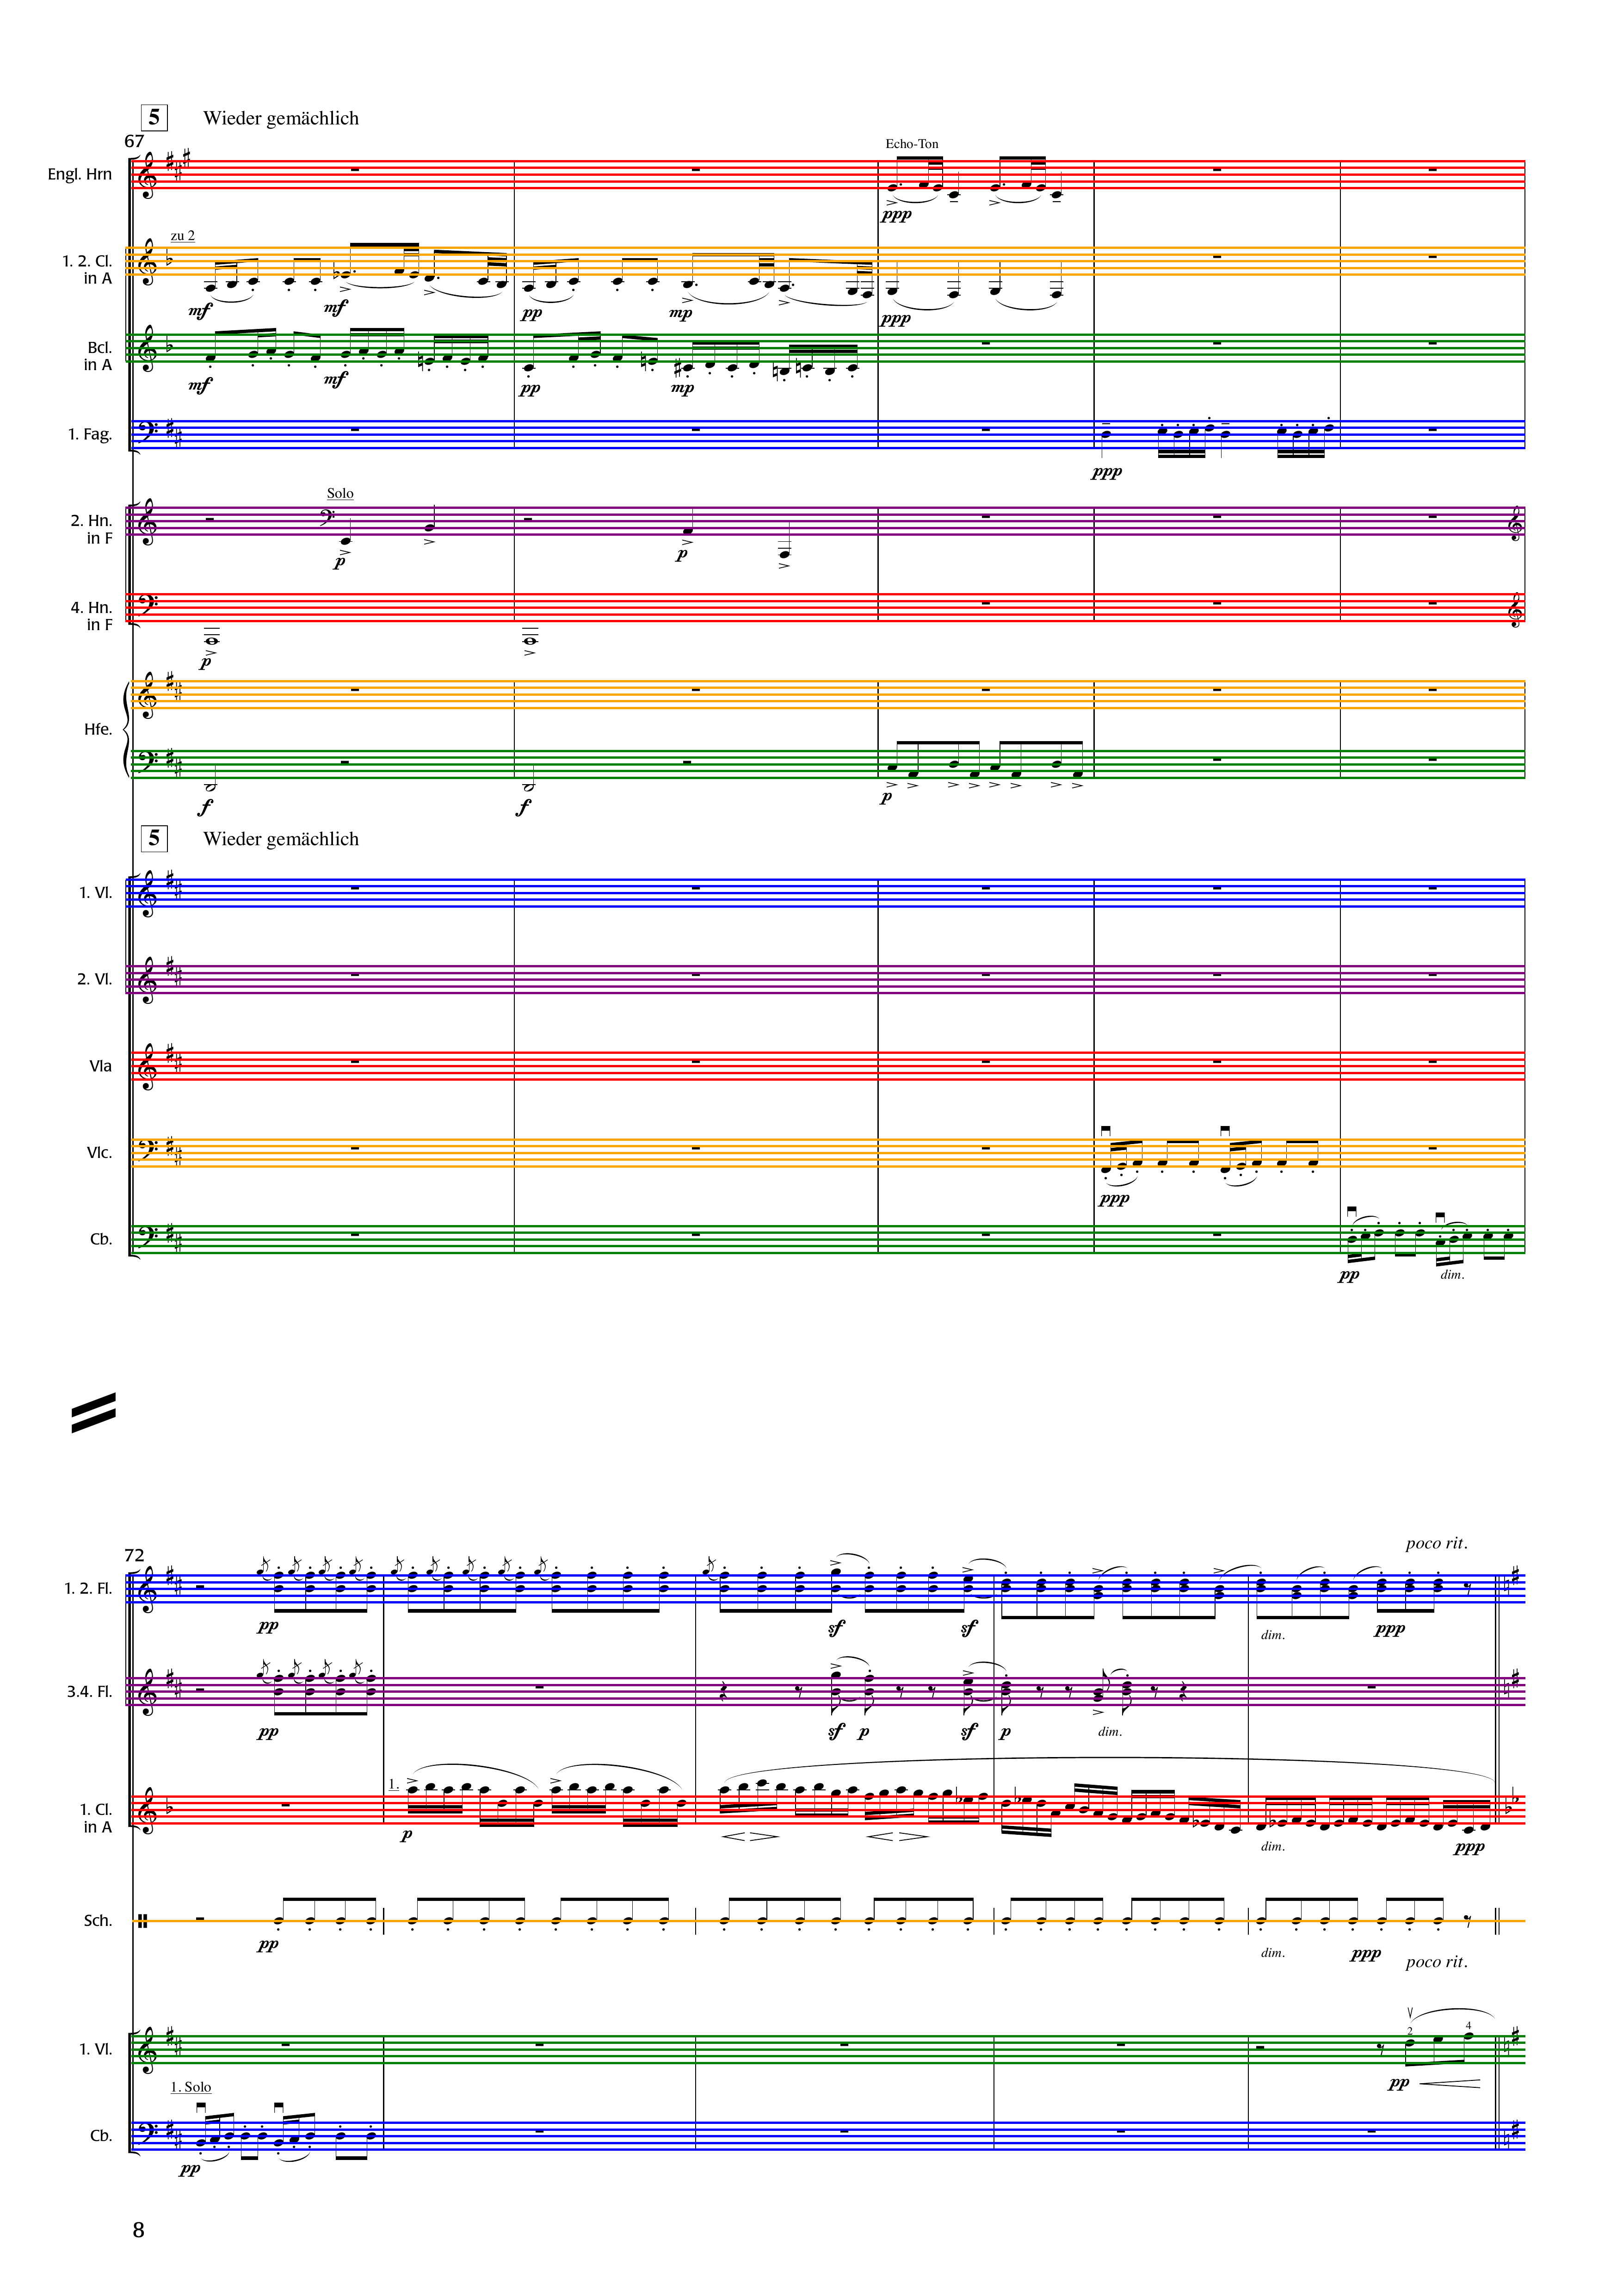 5 Wieder gemächlich
67
Engl. Hrn
Echo-Ton
ppp
zu 2
1. 2. Cl.
in A
mf mf pp mp ppp
Bcl.
in A
mf mf pp mp
1. Fag.
ppp
Solo
2. Hn.
in F
p p
4. Hn.
in F
p
Hfe.
f f p
5 Wieder gemächlich
1. Vl.
2. Vl.
Vla
Vlc.
ppp
Cb.
pp dim.
72
poco rit.
1. 2. Fl.
pp sf sf dim. ppp
3.4. Fl.
pp sf p sf p dim.
1.
1. Cl.
in A
p dim. ppp
Sch.
pp dim. ppp
poco rit.
2 4
1. Vl.
pp
1. Solo
Cb.
pp
8